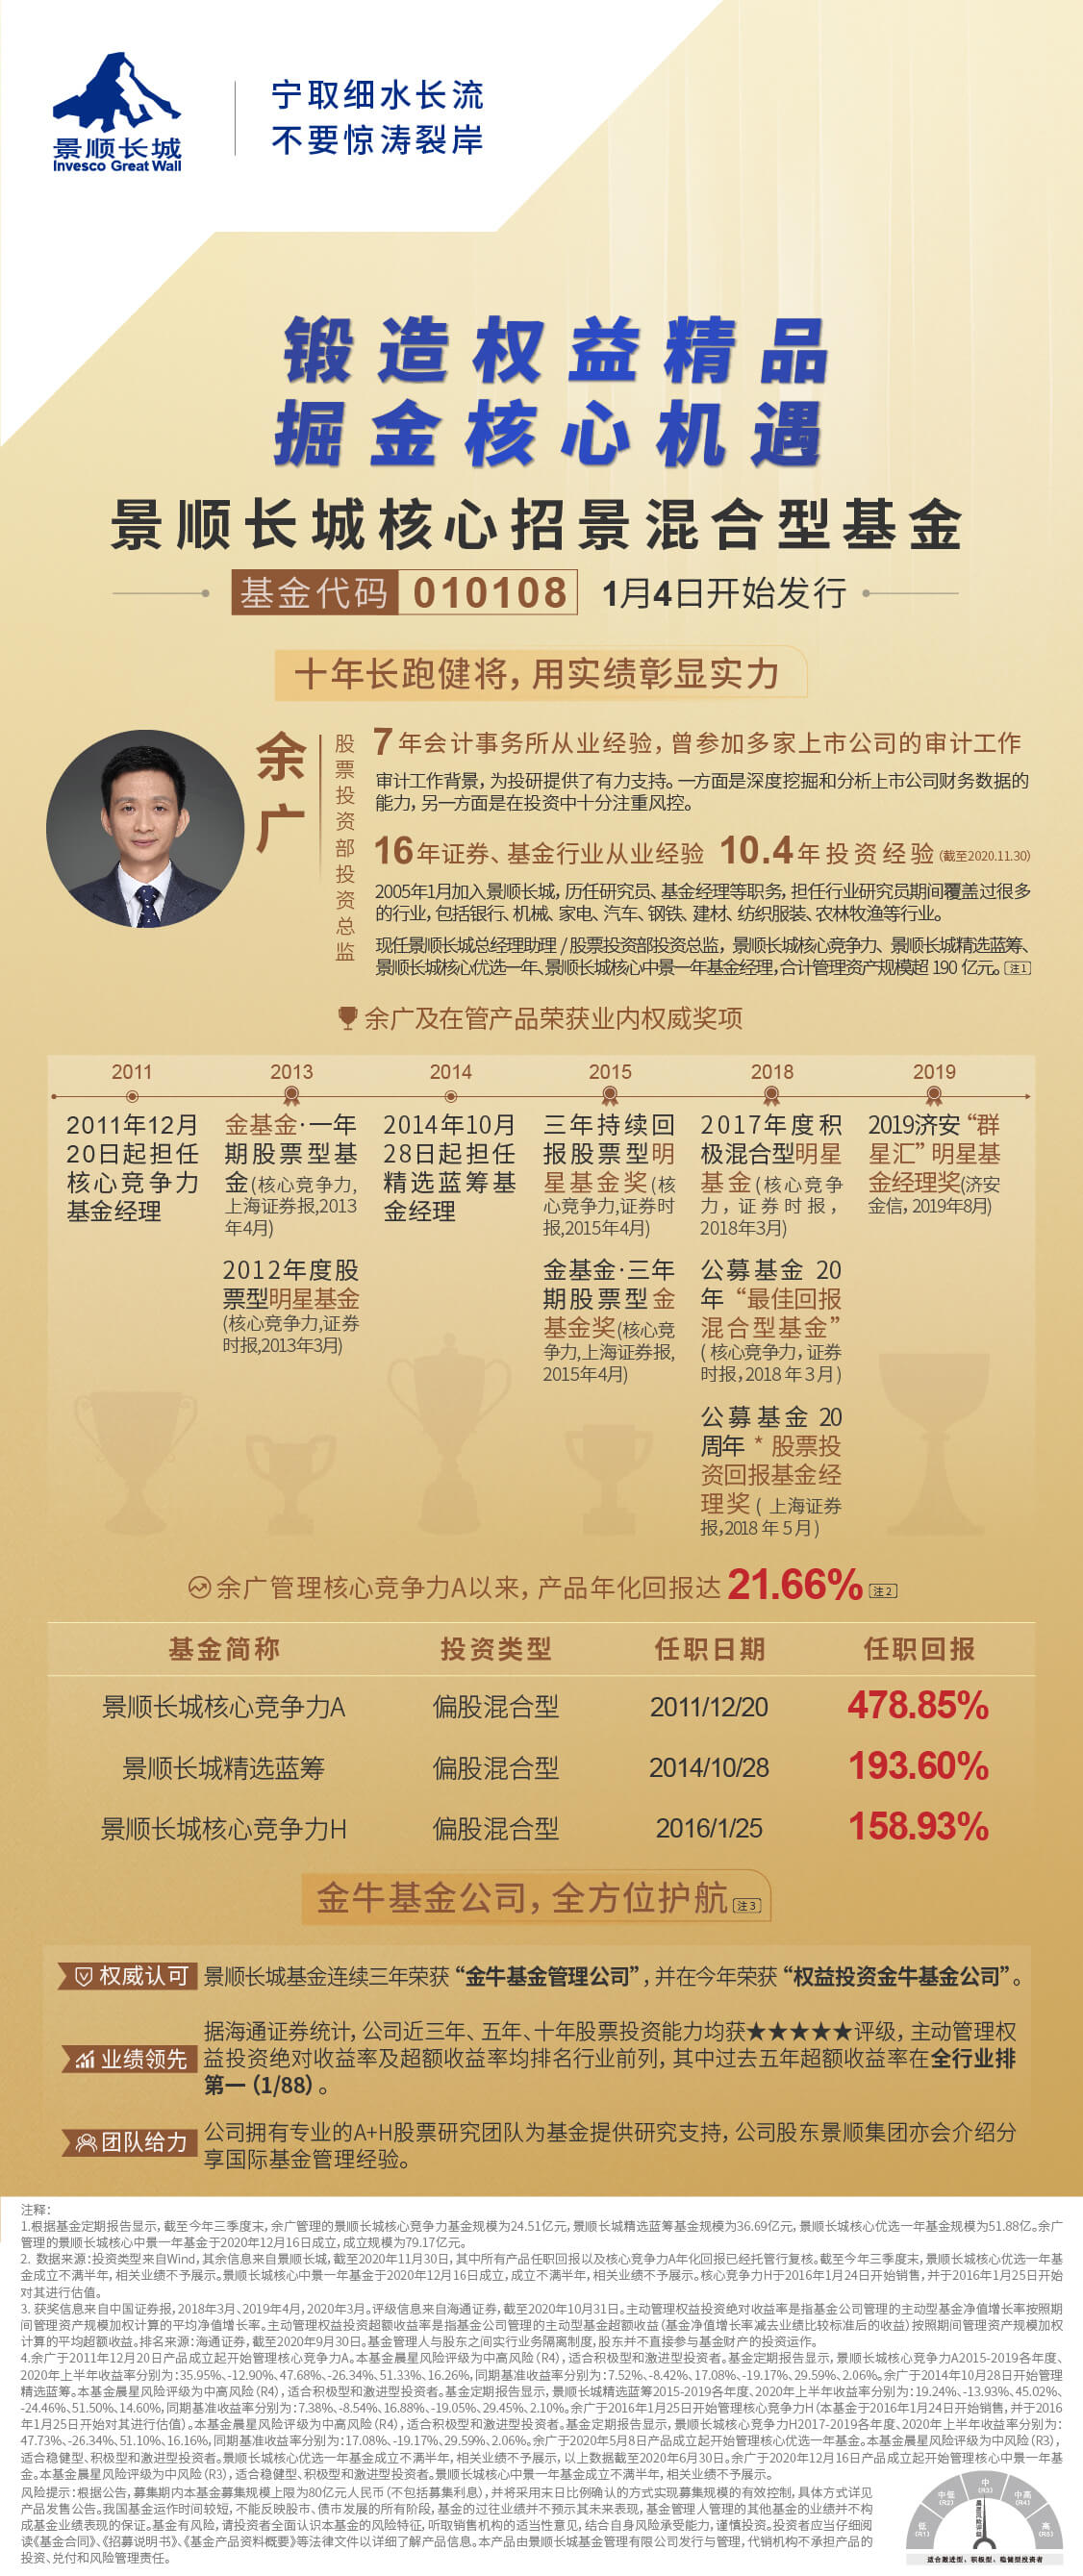 景顺长城
Invesco Great Wall
宁取细水长流
不要惊涛裂岸
锻造权益精品
掘金核心机遇
景顺长城核心招景混合型基金
基金代码 010108 1月4日开始发行
十年长跑健将，用实绩彰显实力
余广
股票投资部投资总监
7年会计事务所从业经验，曾参加多家上市公司的审计工作
审计工作背景，为投研提供了有力支持。一方面是深度挖掘和分析上市公司财务数据的
能力，另一方面是在投资中十分注重风控。
16年证券、基金行业从业经验 10.4年投资经验(截至2020.11.30)
2005年1月加入景顺长城，历任研究员、基金经理等职务，担任行业研究员期间覆盖过很多
的行业，包括银行、机械、家电、汽车、钢铁、建材、纺织服装、农林牧渔等行业。
现任景顺长城总经理助理 / 股票投资部投资总监，景顺长城核心竞争力、景顺长城精选蓝筹、
景顺长城核心优选一年、景顺长城核心中景一年基金经理，合计管理资产规模超 190 亿元。注1
余广及在管产品荣获业内权威奖项
2011
2011年12月
20日起担任
核心竞争力
基金经理
2013
金基金·一年
期股票型基
金(核心竞争力,
上海证券报,2013
年4月)
2012年度股
票型明星基金
(核心竞争力,证券
时报,2013年3月)
2014
2014年10月
28日起担任
精选蓝筹基
金经理
2015
三年持续回
报股票型明
星基金奖(核
心竞争力,证券时
报,2015年4月)
金基金·三年
期股票型金
基金奖(核心竞
争力,上海证券报,
2015年4月)
2018
2017年度积
极混合型明星
基金(核心竞争
力，证券时报，
2018年3月)
公募基金 20
年“最佳回报
混合型基金”
(核心竞争力，证券
时报，2018 年 3 月)
公募基金 20
周年 * 股票投
资回报基金经
理奖( 上海证券
报,2018 年 5 月)
2019
2019济安“群
星汇”明星基
金经理奖(济安
金信，2019年8月)
余广管理核心竞争力A以来，产品年化回报达 21.66% 注2
基金简称 投资类型 任职日期 任职回报
景顺长城核心竞争力A 偏股混合型 2011/12/20 478.85%
景顺长城精选蓝筹 偏股混合型 2014/10/28 193.60%
景顺长城核心竞争力H 偏股混合型 2016/1/25 158.93%
金牛基金公司，全方位护航 注3
权威认可 景顺长城基金连续三年荣获“金牛基金管理公司”，并在今年荣获“权益投资金牛基金公司”。
据海通证券统计，公司近三年、五年、十年股票投资能力均获★★★★★评级，主动管理权
业绩领先 益投资绝对收益率及超额收益率均排名行业前列，其中过去五年超额收益率在全行业排
第一（1/88）。
公司拥有专业的A+H股票研究团队为基金提供研究支持，公司股东景顺集团亦会介绍分
团队给力
享国际基金管理经验。
注释：
1.根据基金定期报告显示，截至今年三季度末，余广管理的景顺长城核心竞争力基金规模为24.51亿元，景顺长城精选蓝筹基金规模为36.69亿元，景顺长城核心优选一年基金规模为51.88亿。余广
管理的景顺长城核心中景一年基金于2020年12月16日成立，成立规模为79.17亿元。
2. 数据来源：投资类型来自Wind，其余信息来自景顺长城，截至2020年11月30日，其中所有产品任职回报以及核心竞争力A年化回报已经托管行复核。截至今年三季度末，景顺长城核心优选一年基
金成立不满半年，相关业绩不予展示。景顺长城核心中景一年基金于2020年12月16日成立，成立不满半年，相关业绩不予展示。核心竞争力H于2016年1月24日开始销售，并于2016年1月25日开始
对其进行估值。
3. 获奖信息来自中国证券报，2018年3月、2019年4月，2020年3月。评级信息来自海通证券，截至2020年10月31日。主动管理权益投资绝对收益率是指基金公司管理的主动型基金净值增长率按照期
间管理资产规模加权计算的平均净值增长率。主动管理权益投资超额收益率是指基金公司管理的主动型基金超额收益（基金净值增长率减去业绩比较标准后的收益）按照期间管理资产规模加权
计算的平均超额收益。排名来源：海通证券，截至2020年9月30日。基金管理人与股东之间实行业务隔离制度，股东并不直接参与基金财产的投资运作。
4.余广于2011年12月20日产品成立起开始管理核心竞争力A。本基金晨星风险评级为中高风险（R4），适合积极型和激进型投资者。基金定期报告显示，景顺长城核心竞争力A2015-2019各年度、
2020年上半年收益率分别为：35.95%、-12.90%、47.68%、-26.34%、51.33%、16.26%，同期基准收益率分别为：7.52%、-8.42%、17.08%、-19.17%、29.59%、2.06%。余广于2014年10月28日开始管理
精选蓝筹。本基金晨星风险评级为中高风险（R4），适合积极型和激进型投资者。基金定期报告显示，景顺长城精选蓝筹2015-2019各年度、2020年上半年收益率分别为：19.24%、-13.93%、45.02%、
-24.46%、51.50%、14.60%，同期基准收益率分别为：7.38%、-8.54%、16.88%、-19.05%、29.45%、2.10%。余广于2016年1月25日开始管理核心竞争力H（本基金于2016年1月24日开始销售，并于2016
年1月25日开始对其进行估值）。本基金晨星风险评级为中高风险（R4），适合积极型和激进型投资者。基金定期报告显示，景顺长城核心竞争力H2017-2019各年度、2020年上半年收益率分别为：
47.73%、-26.34%、51.10%、16.16%，同期基准收益率分别为：17.08%、-19.17%、29.59%、2.06%。余广于2020年5月8日产品成立起开始管理核心优选一年基金。本基金晨星风险评级为中风险（R3），
适合稳健型、积极型和激进型投资者。景顺长城核心优选一年基金成立不满半年，相关业绩不予展示，以上数据截至2020年6月30日。余广于2020年12月16日产品成立起开始管理核心中景一年基
金。本基金晨星风险评级为中风险（R3），适合稳健型、积极型和激进型投资者。景顺长城核心中景一年基金成立不满半年，相关业绩不予展示。
风险提示：根据公告，募集期内本基金募集规模上限为80亿元人民币（不包括募集利息），并将采用末日比例确认的方式实现募集规模的有效控制，具体方式详见
产品发售公告。我国基金运作时间较短，不能反映股市、债市发展的所有阶段，基金的过往业绩并不预示其未来表现，基金管理人管理的其他基金的业绩并不构
成基金业绩表现的保证。基金有风险，请投资者全面认识本基金的风险特征，听取销售机构的适当性意见，结合自身风险承受能力，谨慎投资。投资者应当仔细阅
读《基金合同》、《招募说明书》、《基金产品资料概要》等法律文件以详细了解产品信息。本产品由景顺长城基金管理有限公司发行与管理，代销机构不承担产品的
投资、兑付和风险管理责任。
低
(R1)
中低
(R2)
中
(R3)
中高
(R4)
高
(R5)
适合激进型、积极型、稳健型投资者